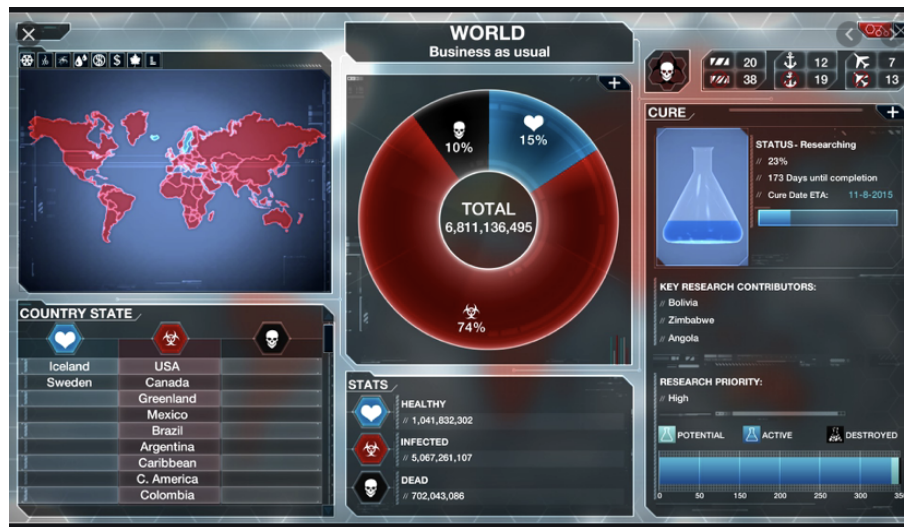 WORLD
Business as usual
$ $ L
20 12 7
38 19 13
15%
10%
TOTAL
6,811,136,495
74%
CURE
STATUS - Researching
// 23%
// 173 Days until completion
// Cure Date ETA: 11-8-2015
KEY RESEARCH CONTRIBUTORS:
// Bolivia
// Zimbabwe
// Angola
RESEARCH PRIORITY:
// High
POTENTIAL ACTIVE DESTROYED
0 50 100 150 200 250 300 350
COUNTRY STATE
Iceland USA
Sweden Canada
Greenland
Mexico
Brazil
Argentina
Caribbean
C. America
Colombia
STATS
HEALTHY
// 1,041,832,302
INFECTED
// 5,067,261,107
DEAD
// 702,043,086